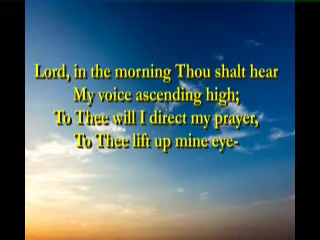 Lord, in the morning Thou shalt hear
My voice ascending high;
To Thee will I direct my prayer,
To Thee lift up mine eye-